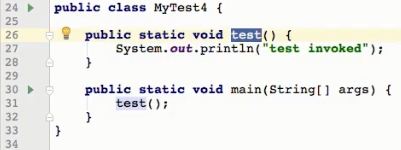 24 public class MyTest4 {
25
26     public static void test() {
27         System.out.println("test invoked");
28     }
29
30     public static void main(String[] args) {
31         test();
32     }
33 }
34